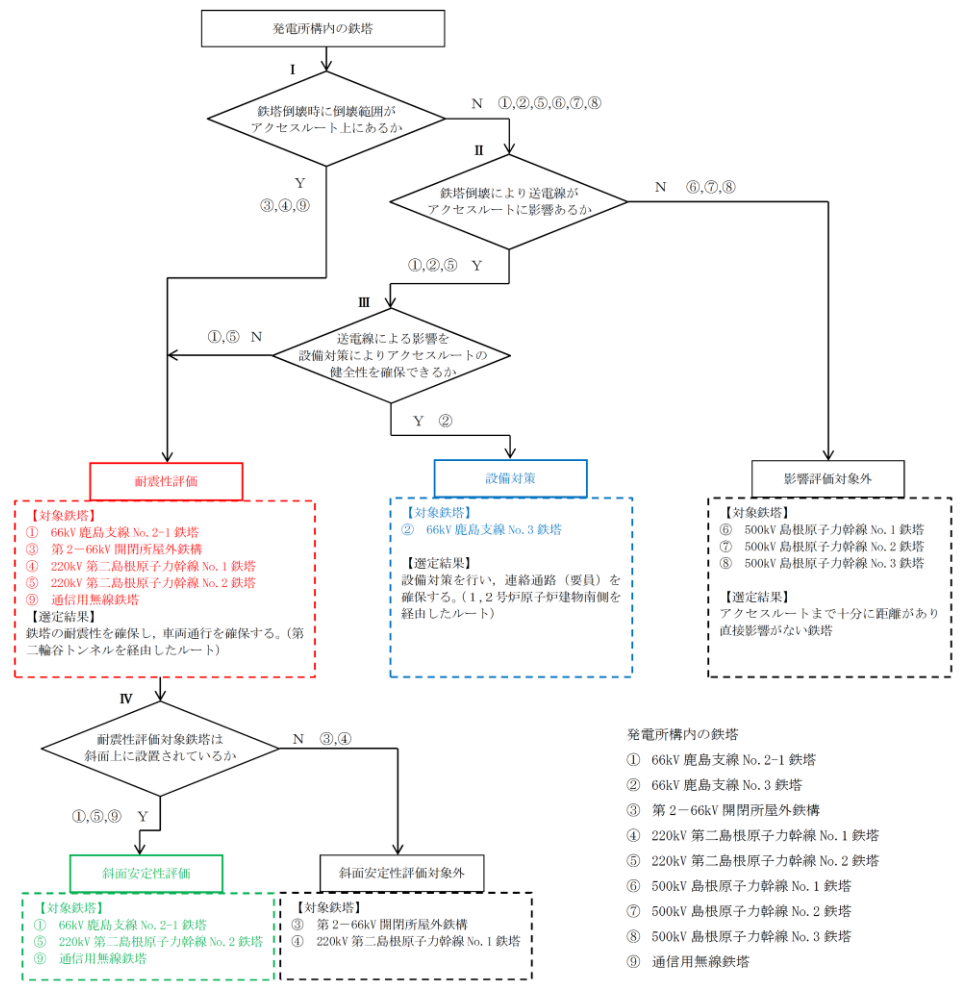 発電所構内の鉄塔
Ⅰ
鉄塔倒壊時に倒壊範囲が
アクセスルート上にあるか
N ①,②,⑤,⑥,⑦,⑧
Y
③,④,⑨
Ⅱ
鉄塔倒壊により送電線が
アクセスルートに影響あるか
N ⑥,⑦,⑧
①,②,⑤ Y
Ⅲ
送電線による影響を
設備対策によりアクセスルートの
健全性を確保できるか
①,⑤ N
Y ②
耐震性評価
【対象鉄塔】
① 66kV 鹿島支線 No.2-1 鉄塔
③ 第2-66kV 開閉所屋外鉄構
④ 220kV 第二島根原子力幹線 No.1 鉄塔
⑤ 220kV 第二島根原子力幹線 No.2 鉄塔
⑨ 通信用無線鉄塔
【選定結果】
鉄塔の耐震性を確保し,車両通行を確保する。(第
二輪谷トンネルを経由したルート)
設備対策
【対象鉄塔】
② 66kV 鹿島支線 No.3 鉄塔
【選定結果】
設備対策を行い,連絡通路(要員)を
確保する。(1,2号炉原子炉建物南側を
経由したルート)
影響評価対象外
【対象鉄塔】
⑥ 500kV 島根原子力幹線 No.1 鉄塔
⑦ 500kV 島根原子力幹線 No.2 鉄塔
⑧ 500kV 島根原子力幹線 No.3 鉄塔
【選定結果】
アクセスルートまで十分に距離があり
直接影響がない鉄塔
Ⅳ
耐震性評価対象鉄塔は
斜面上に設置されているか
N ③,④
①,⑤,⑨ Y
斜面安定性評価
【対象鉄塔】
① 66kV 鹿島支線 No.2-1 鉄塔
⑤ 220kV 第二島根原子力幹線 No.2 鉄塔
⑨ 通信用無線鉄塔
斜面安定性評価対象外
【対象鉄塔】
③ 第2-66kV 開閉所屋外鉄構
④ 220kV 第二島根原子力幹線 No.1 鉄塔
発電所構内の鉄塔
① 66kV 鹿島支線 No.2-1 鉄塔
② 66kV 鹿島支線 No.3 鉄塔
③ 第2-66kV 開閉所屋外鉄構
④ 220kV 第二島根原子力幹線 No.1 鉄塔
⑤ 220kV 第二島根原子力幹線 No.2 鉄塔
⑥ 500kV 島根原子力幹線 No.1 鉄塔
⑦ 500kV 島根原子力幹線 No.2 鉄塔
⑧ 500kV 島根原子力幹線 No.3 鉄塔
⑨ 通信用無線鉄塔